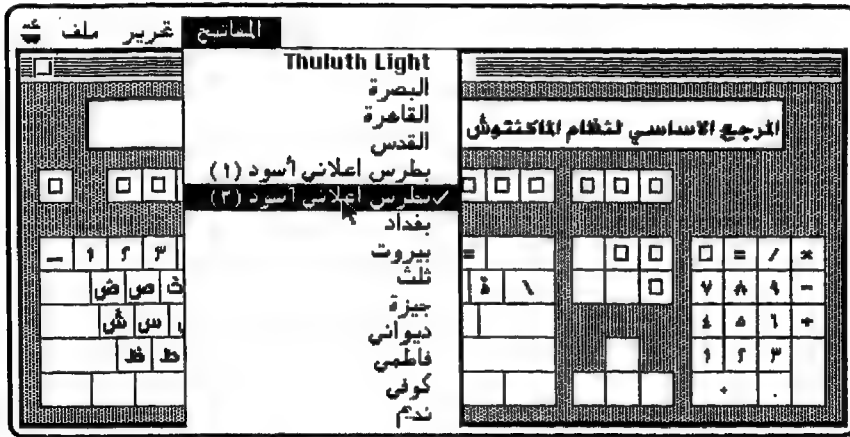 ملف تحرير المفاتيح
Thuluth Light
البصرة
القاهرة
القدس
بطرس اعلاني أسود (١)
✓بطرس اعلاني أسود (٢)
بغداد
بيروت
ثلث
جيزة
ديواني
فاطمي
كوفي
نديم
المرجع الاساسي لنظام الماكنتوش
_ ١ ٢ ٣ =
ض ص ث ة \
ش س
ظ ط
□ = / *
٧ ٨ ٩ -
٤ ٥ ٦ +
١ ٢ ٣
٠ .